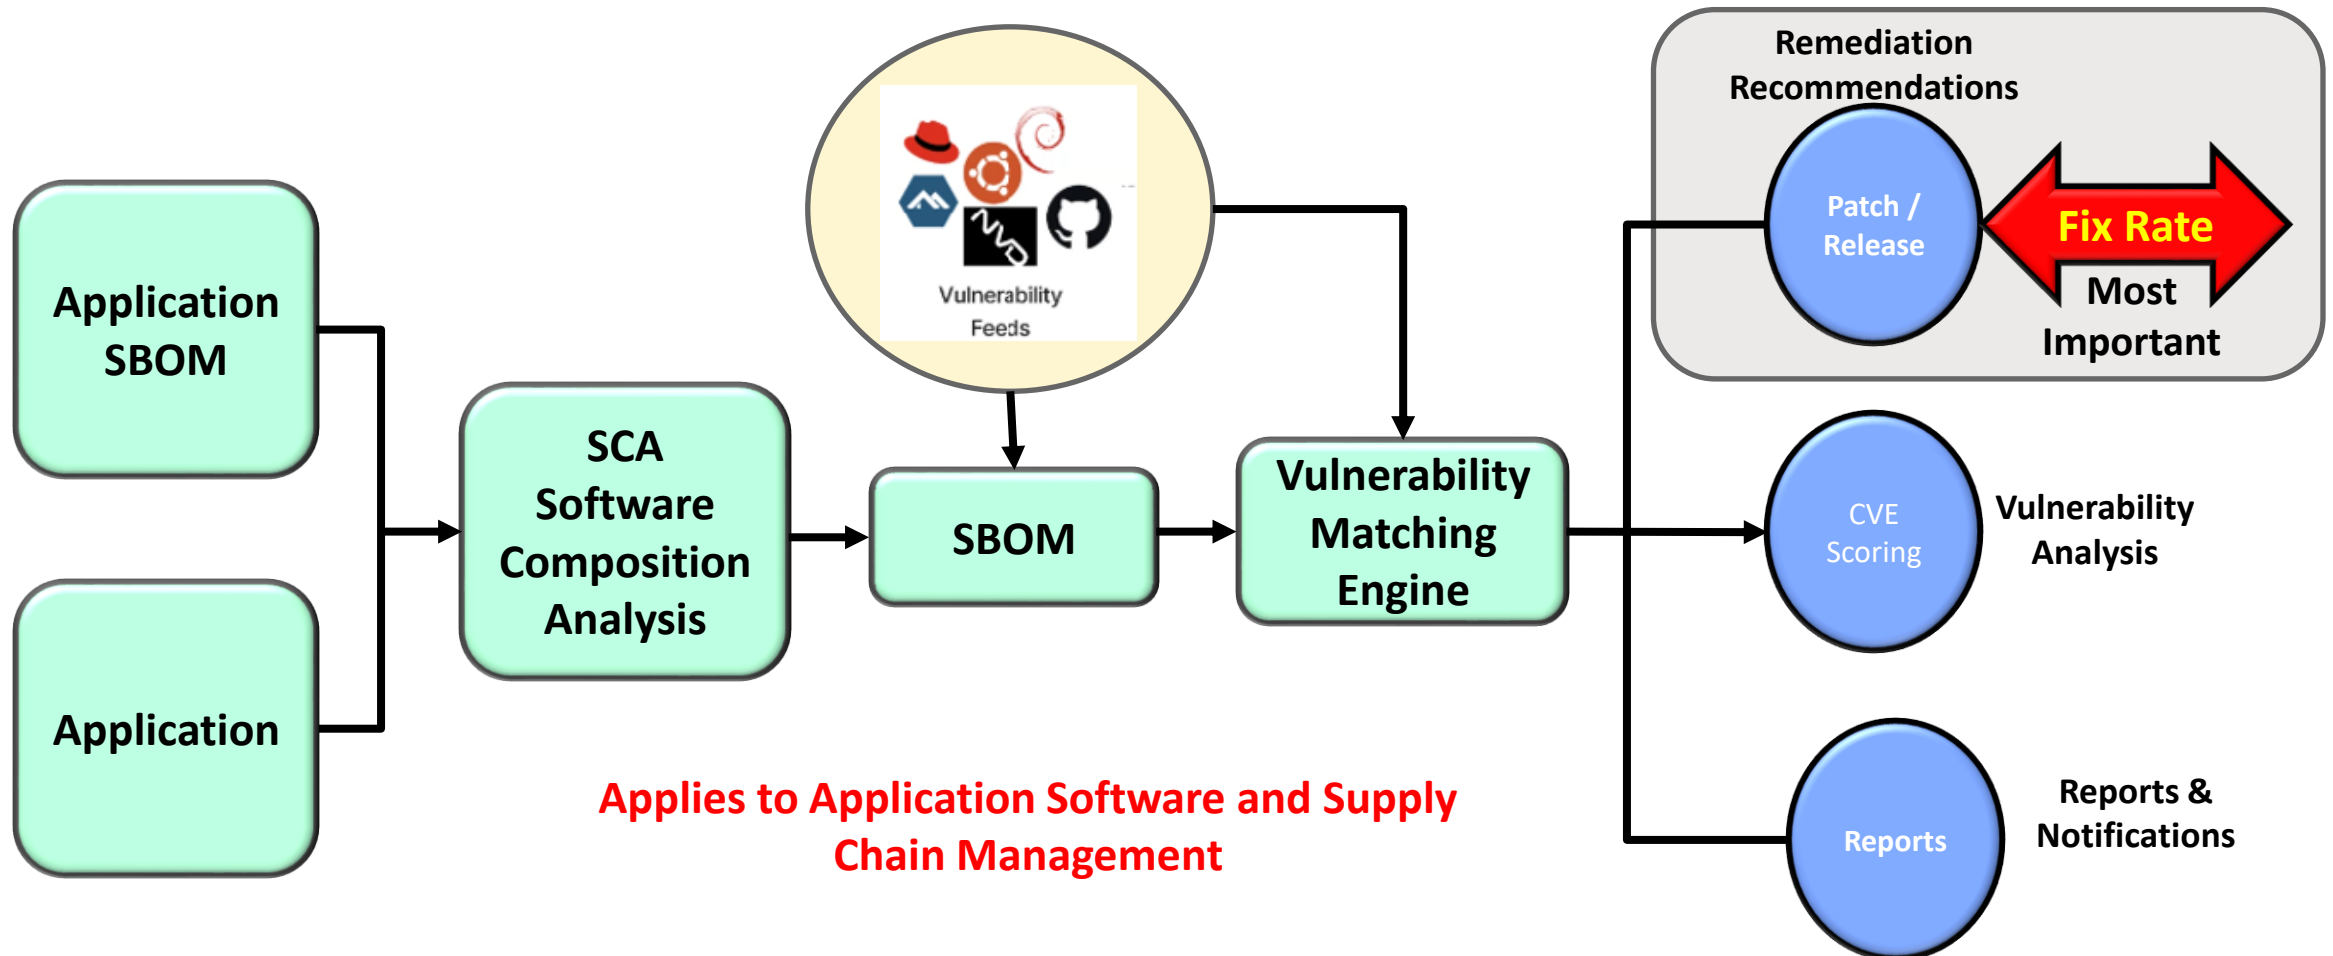 Application
SBOM
Application
SCA
Software
Composition
Analysis
NVD
Vulnerability
Feeds
SBOM
Vulnerability
Matching
Engine
Remediation
Recommendations
Patch /
Release
Fix Rate
Most
Important
CVE
Scoring
Vulnerability
Analysis
Reports
Reports &
Notifications
Applies to Application Software and Supply
Chain Management